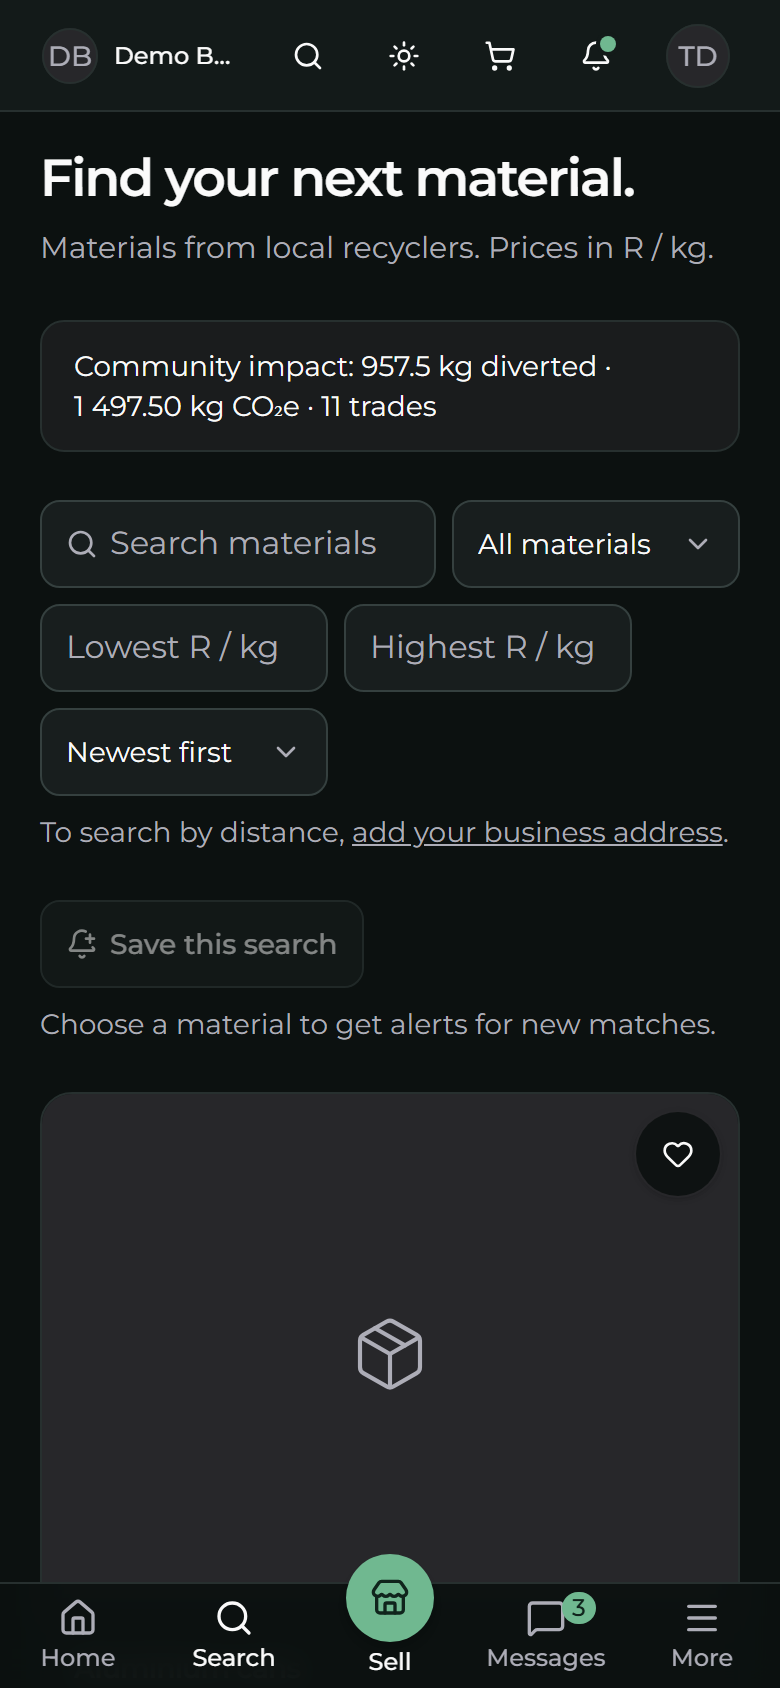 DB Demo B... TD
Find your next material.
Materials from local recyclers. Prices in R / kg.
Community impact: 957.5 kg diverted ·
1 497.50 kg CO₂e · 11 trades
Search materials
All materials
Lowest R / kg
Highest R / kg
Newest first
To search by distance, add your business address.
Save this search
Choose a material to get alerts for new matches.
3
Home
Search
Sell
Messages
More